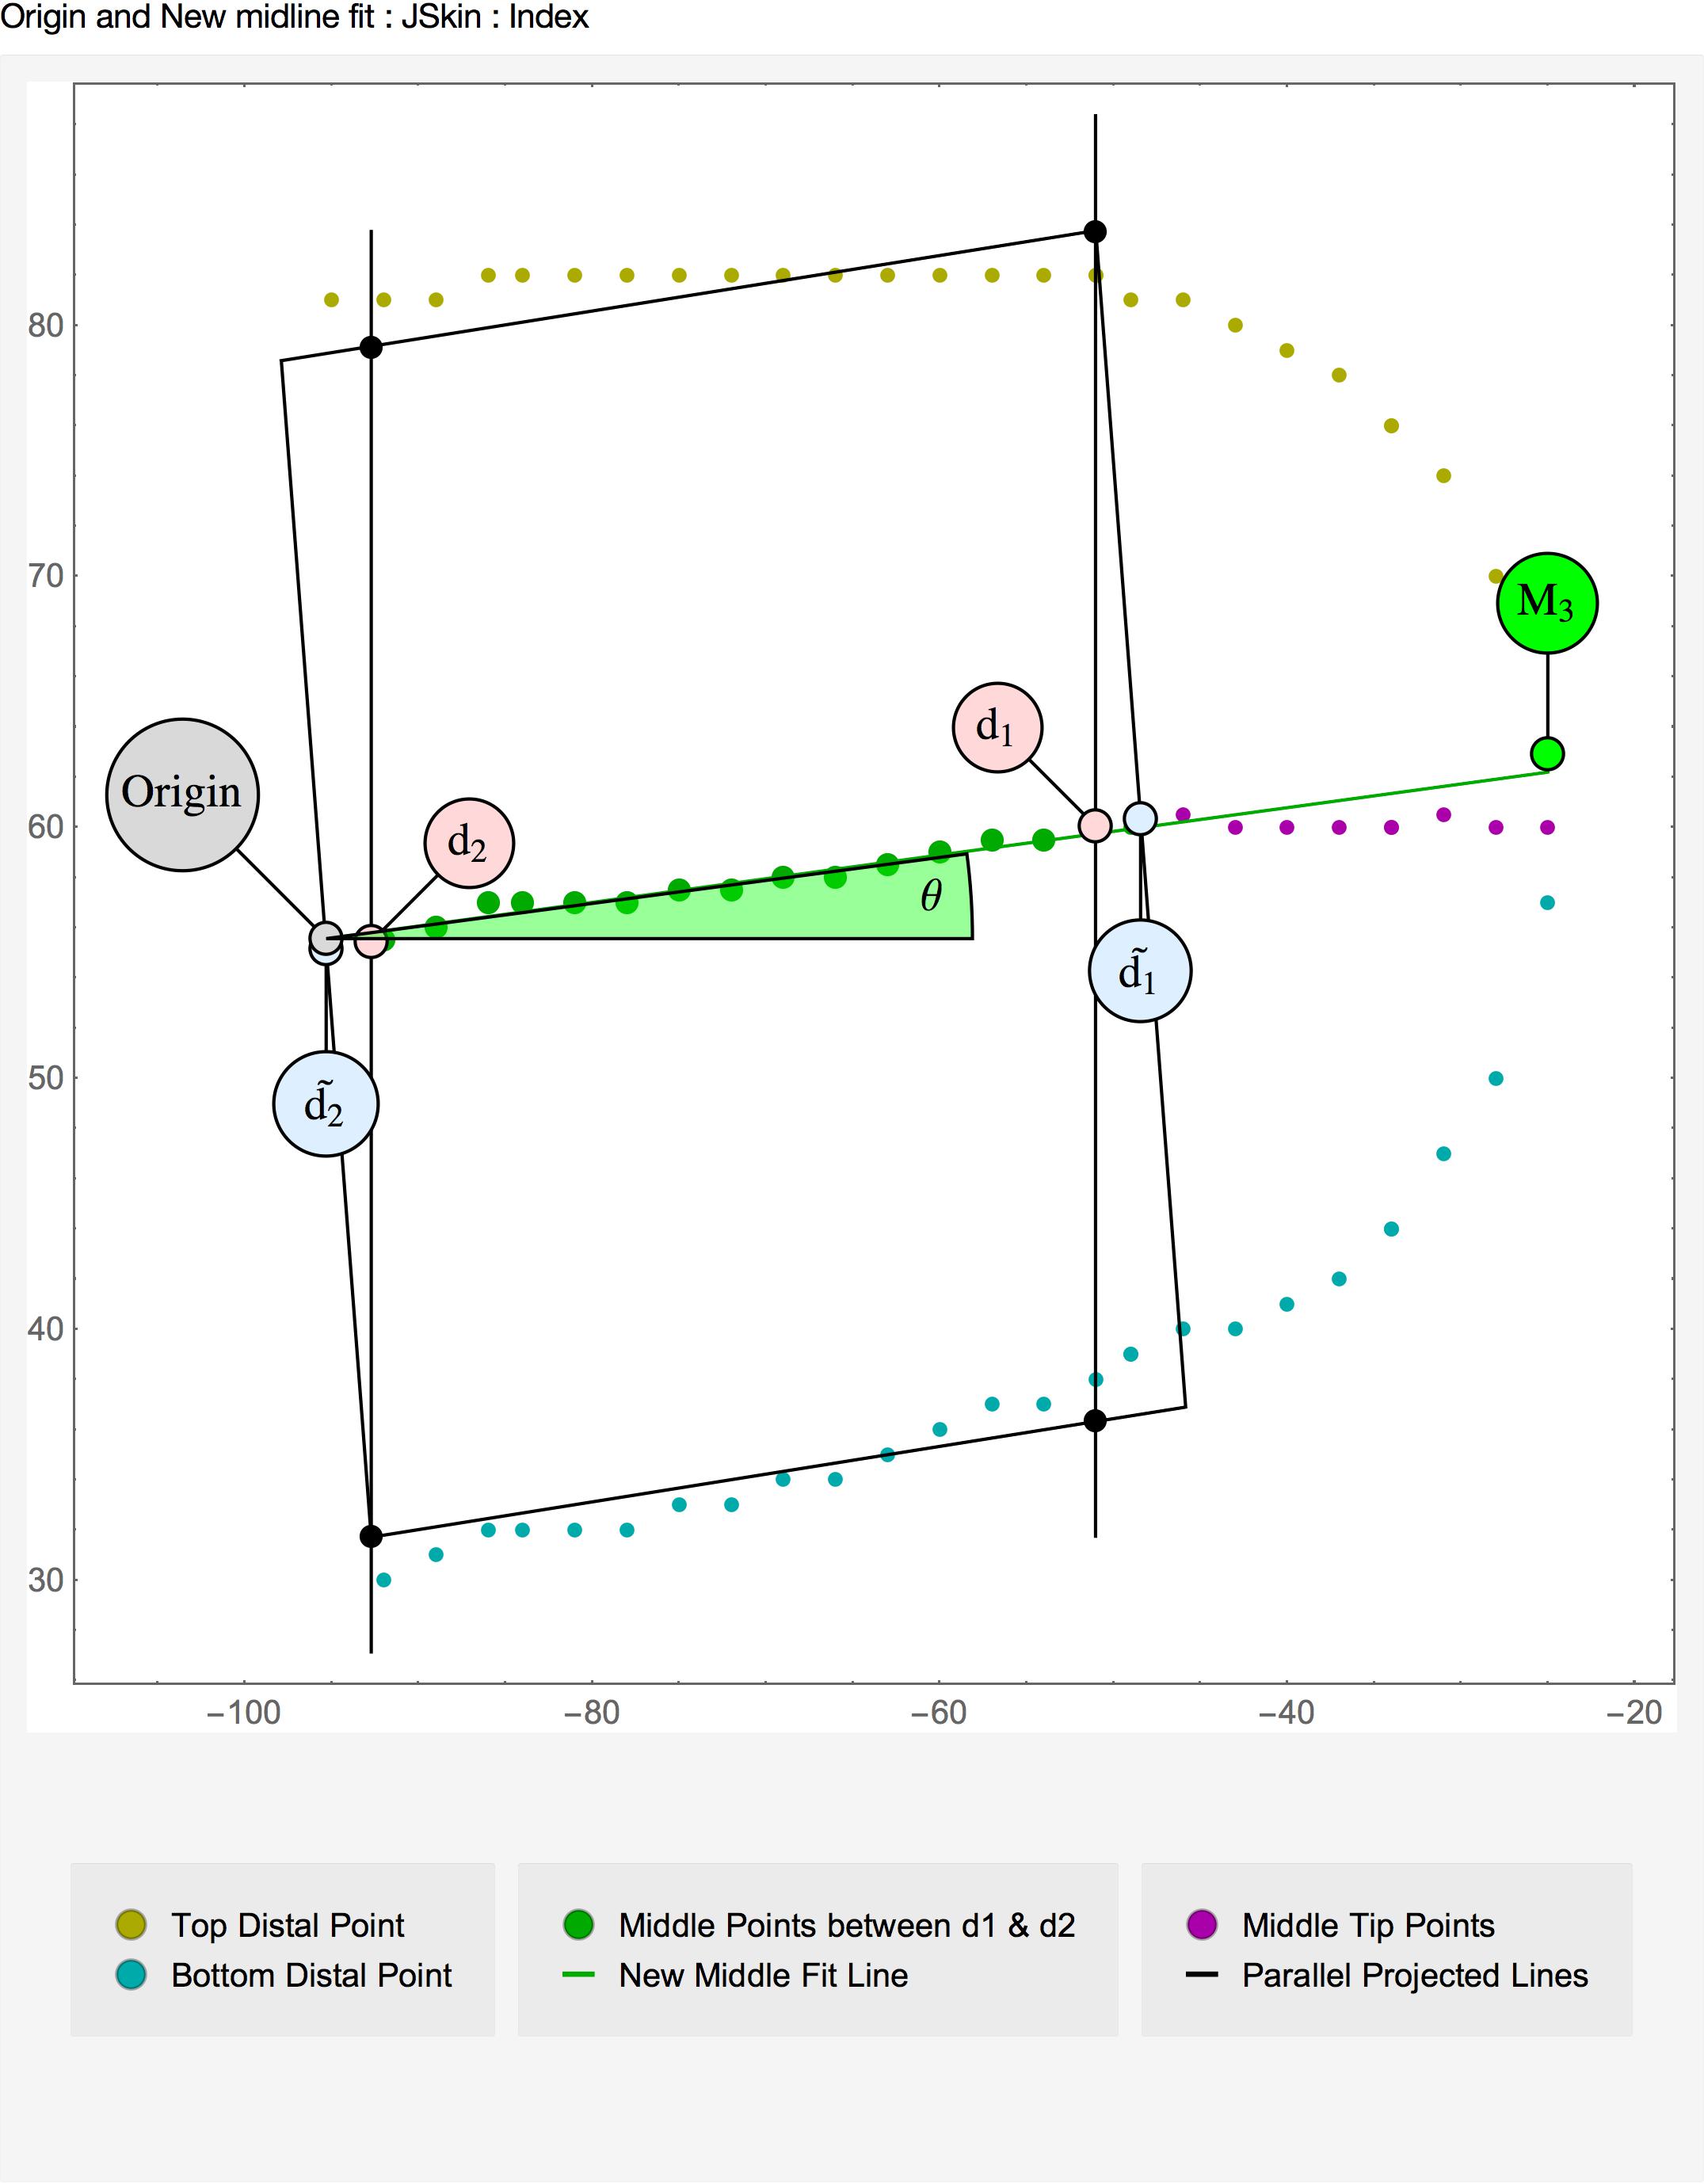 Origin and New midline fit : JSkin : Index
80
70
M3
d1
Origin
60
d2
θ
d̃1
50
d̃2
40
30
−100 −80 −60 −40 −20
Top Distal Point
Bottom Distal Point
Middle Points between d1 & d2
New Middle Fit Line
Middle Tip Points
Parallel Projected Lines